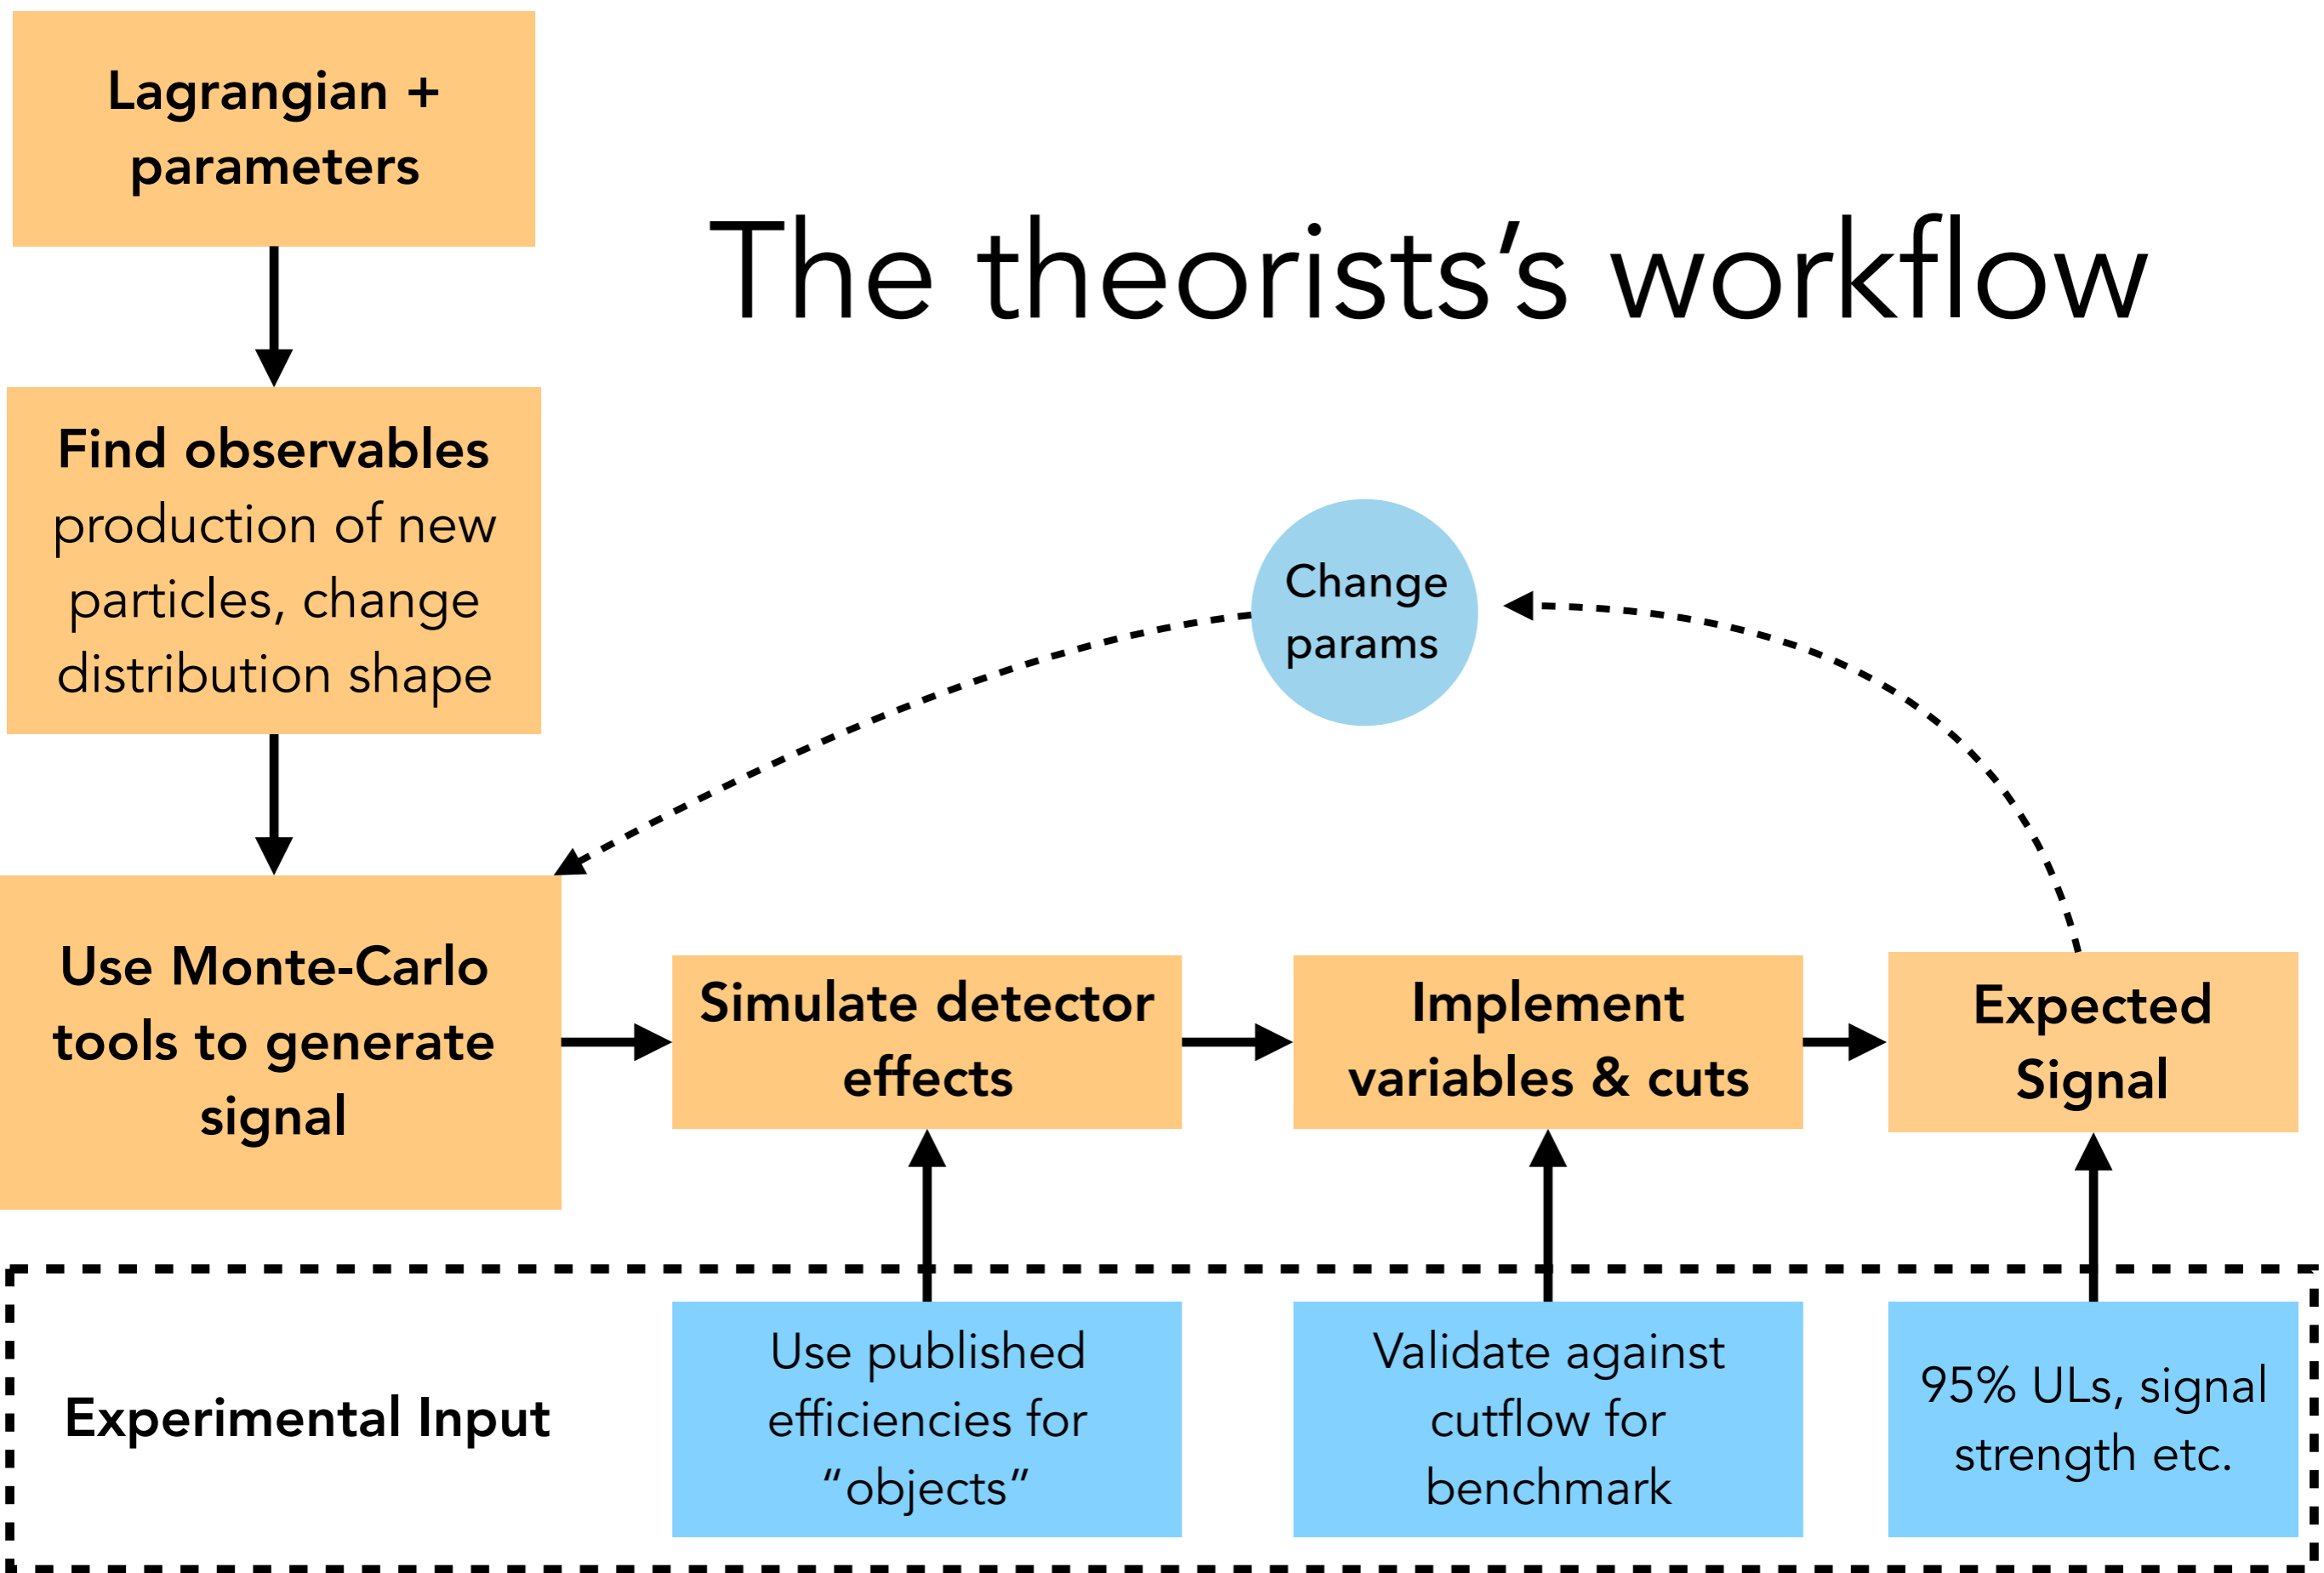 Lagrangian +
parameters
The theorists’s workflow
Find observables
production of new
particles, change
distribution shape
Change
params
Use Monte-Carlo
tools to generate
signal
Simulate detector
effects
Implement
variables & cuts
Expected
Signal
Experimental Input
Use published
efficiencies for
“objects”
Validate against
cutflow for
benchmark
95% ULs, signal
strength etc.